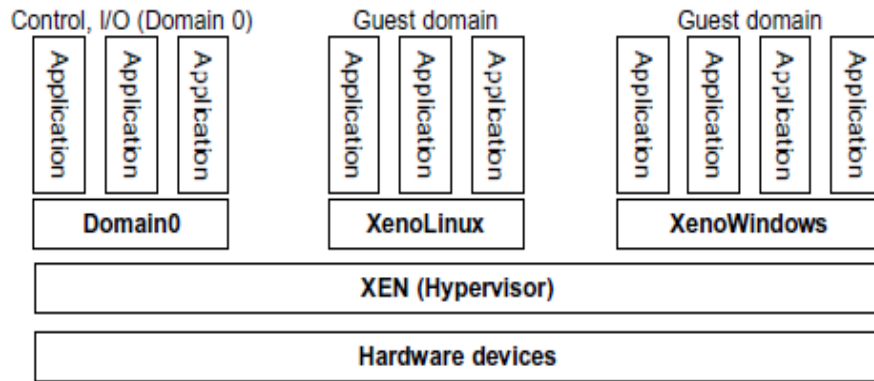 Control, I/O (Domain 0)
Guest domain
Guest domain
Application
Application
Application
Application
Application
Application
Application
Application
Application
Application
Domain0
XenoLinux
XenoWindows
XEN (Hypervisor)
Hardware devices